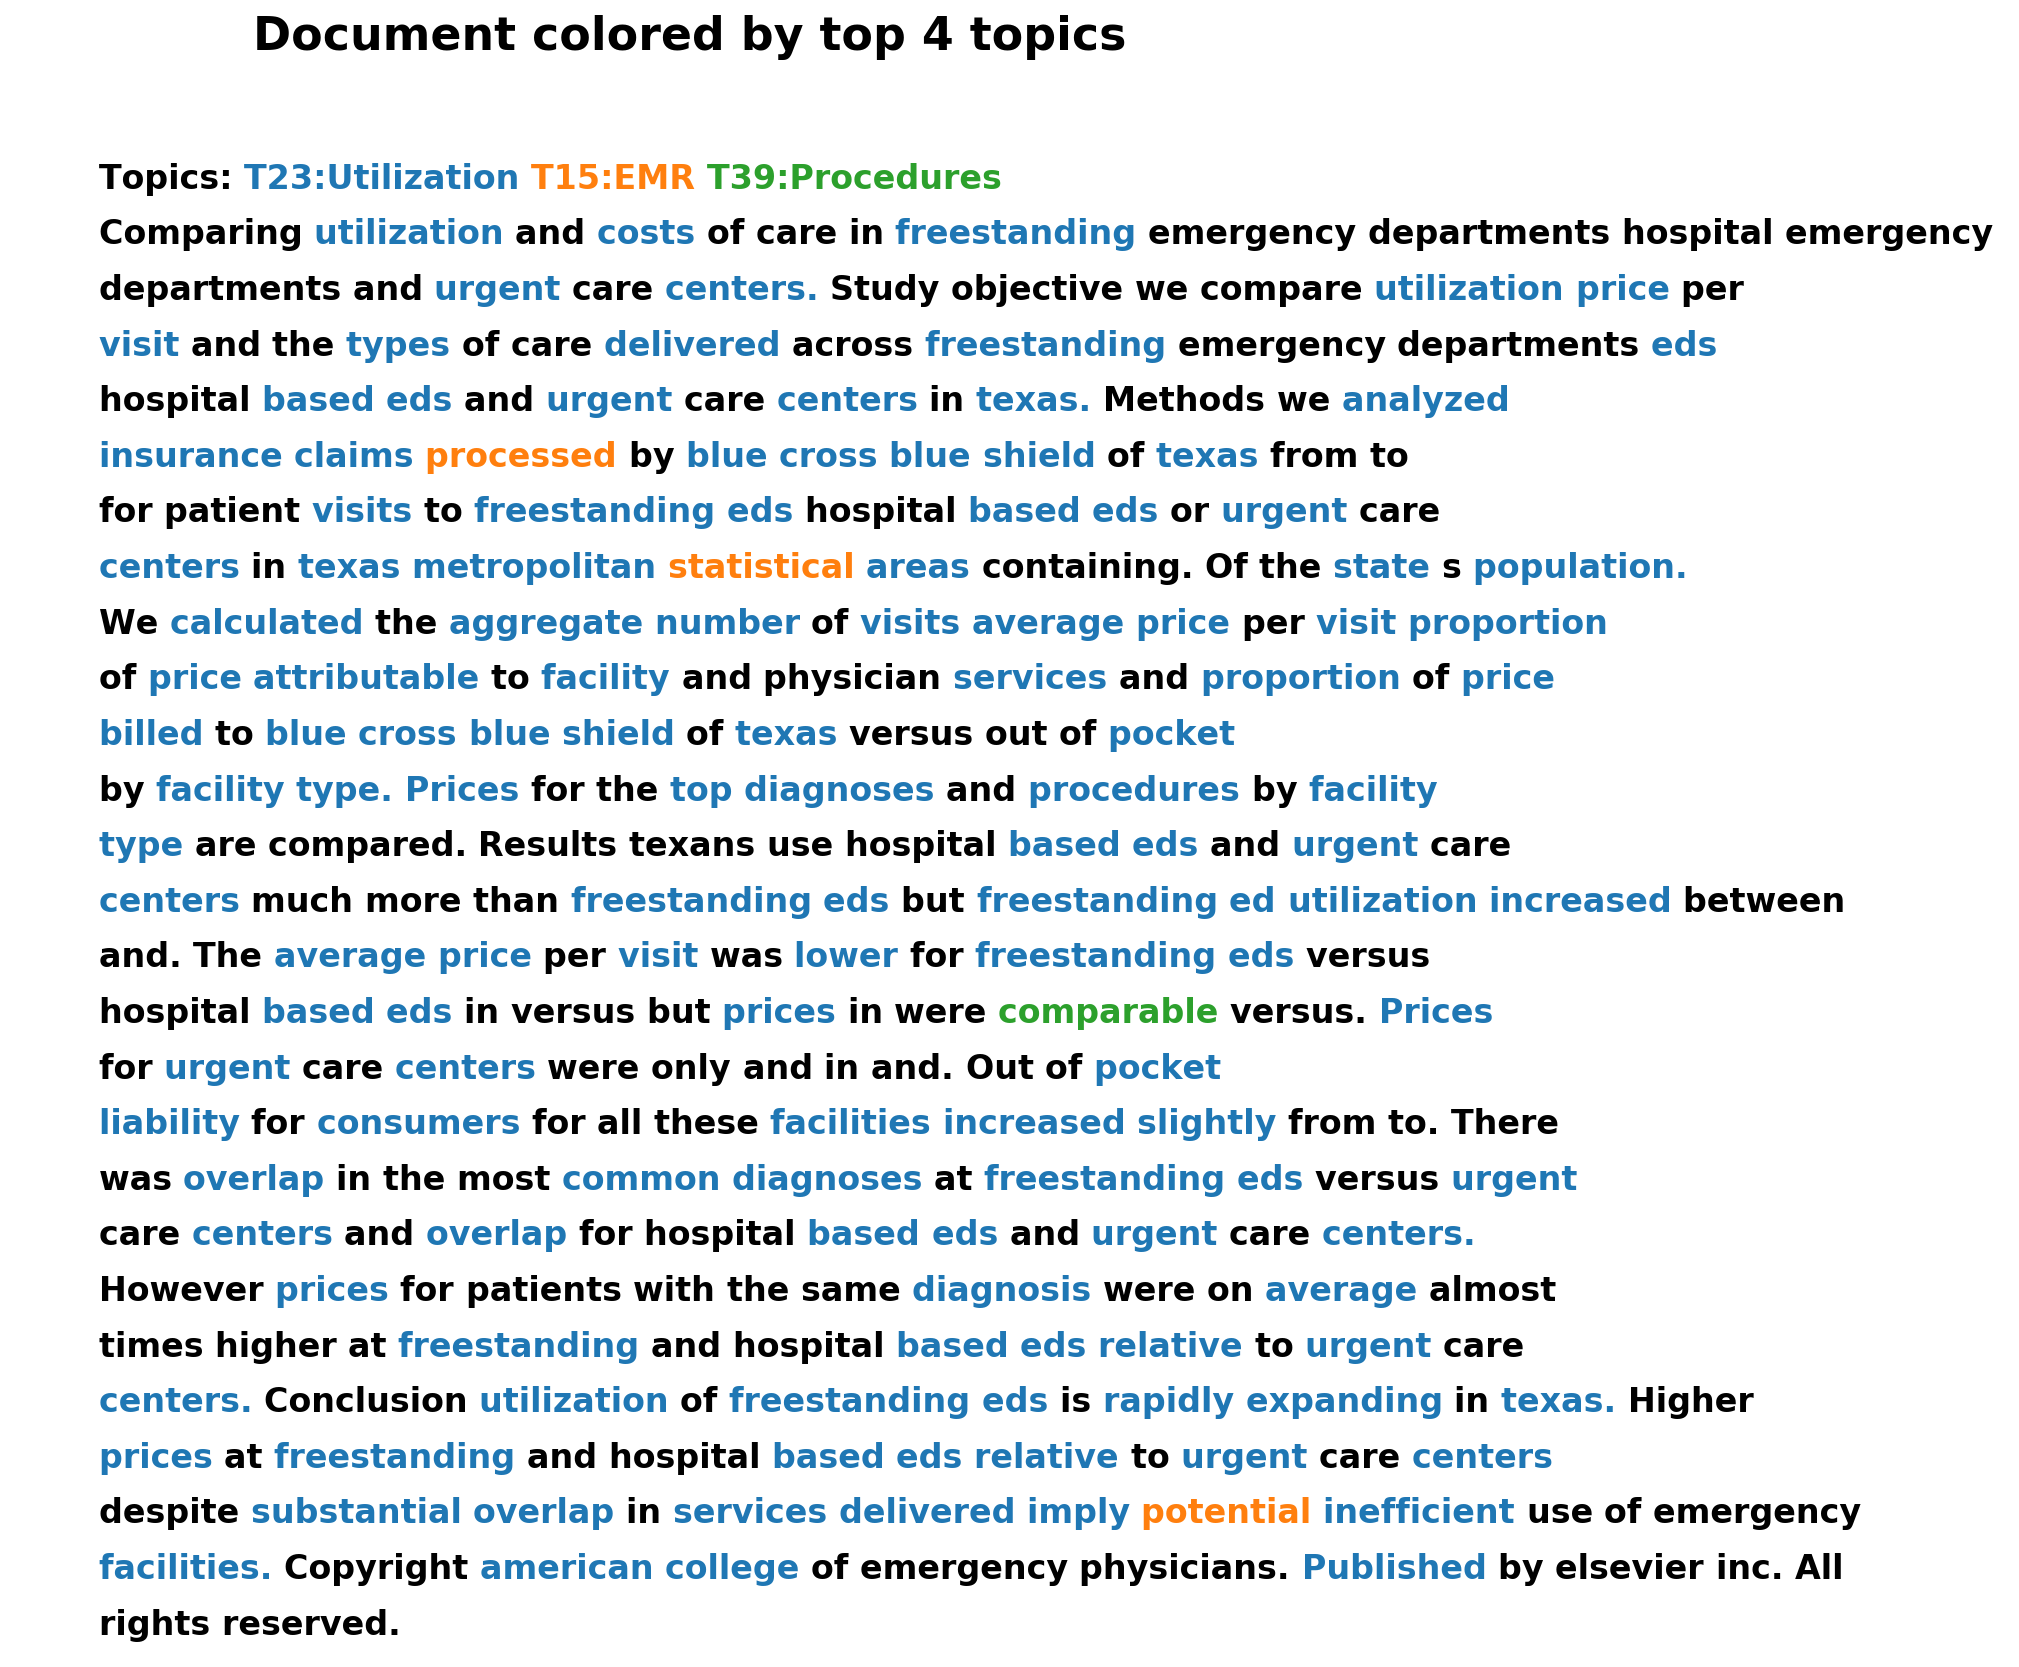 Document colored by top 4 topics
Topics: T23:Utilization T15:EMR T39:Procedures
Comparing utilization and costs of care in freestanding emergency departments hospital emergency
departments and urgent care centers. Study objective we compare utilization price per
visit and the types of care delivered across freestanding emergency departments eds
hospital based eds and urgent care centers in texas. Methods we analyzed
insurance claims processed by blue cross blue shield of texas from to
for patient visits to freestanding eds hospital based eds or urgent care
centers in texas metropolitan statistical areas containing. Of the state s population.
We calculated the aggregate number of visits average price per visit proportion
of price attributable to facility and physician services and proportion of price
billed to blue cross blue shield of texas versus out of pocket
by facility type. Prices for the top diagnoses and procedures by facility
type are compared. Results texans use hospital based eds and urgent care
centers much more than freestanding eds but freestanding ed utilization increased between
and. The average price per visit was lower for freestanding eds versus
hospital based eds in versus but prices in were comparable versus. Prices
for urgent care centers were only and in and. Out of pocket
liability for consumers for all these facilities increased slightly from to. There
was overlap in the most common diagnoses at freestanding eds versus urgent
care centers and overlap for hospital based eds and urgent care centers.
However prices for patients with the same diagnosis were on average almost
times higher at freestanding and hospital based eds relative to urgent care
centers. Conclusion utilization of freestanding eds is rapidly expanding in texas. Higher
prices at freestanding and hospital based eds relative to urgent care centers
despite substantial overlap in services delivered imply potential inefficient use of emergency
facilities. Copyright american college of emergency physicians. Published by elsevier inc. All
rights reserved.